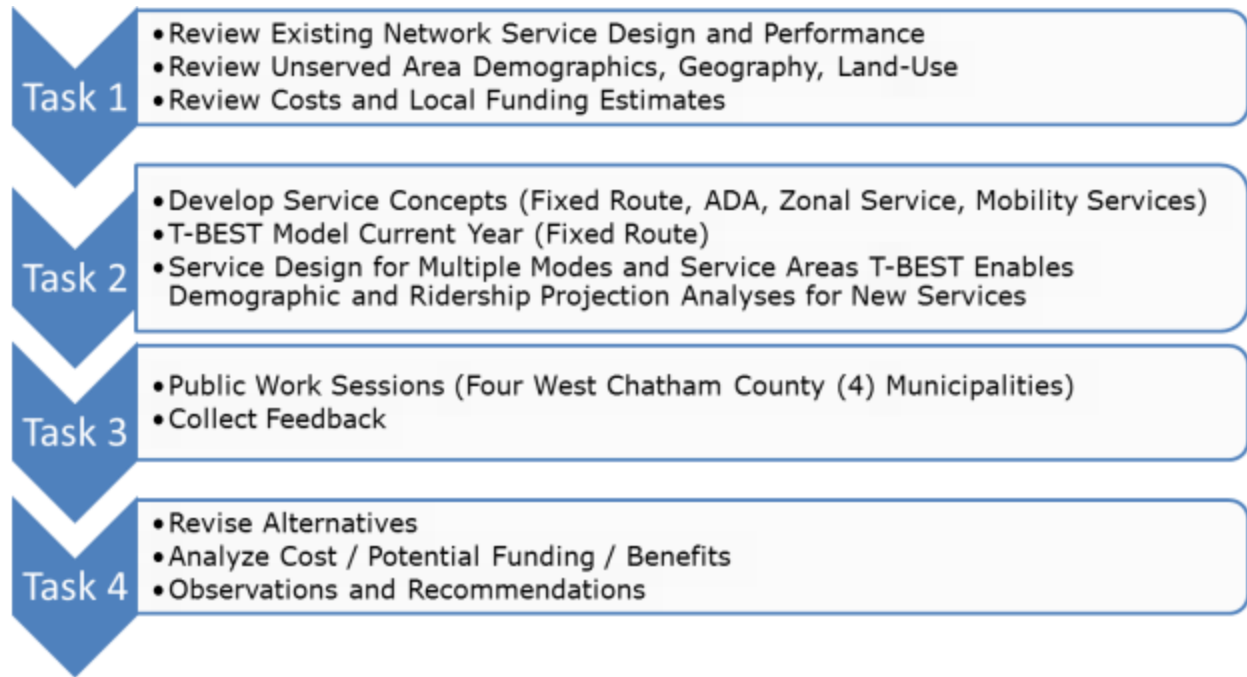 Task 1
• Review Existing Network Service Design and Performance
• Review Unserved Area Demographics, Geography, Land-Use
• Review Costs and Local Funding Estimates
Task 2
• Develop Service Concepts (Fixed Route, ADA, Zonal Service, Mobility Services)
• T-BEST Model Current Year (Fixed Route)
• Service Design for Multiple Modes and Service Areas T-BEST Enables
Demographic and Ridership Projection Analyses for New Services
Task 3
• Public Work Sessions (Four West Chatham County (4) Municipalities)
• Collect Feedback
Task 4
• Revise Alternatives
• Analyze Cost / Potential Funding / Benefits
• Observations and Recommendations